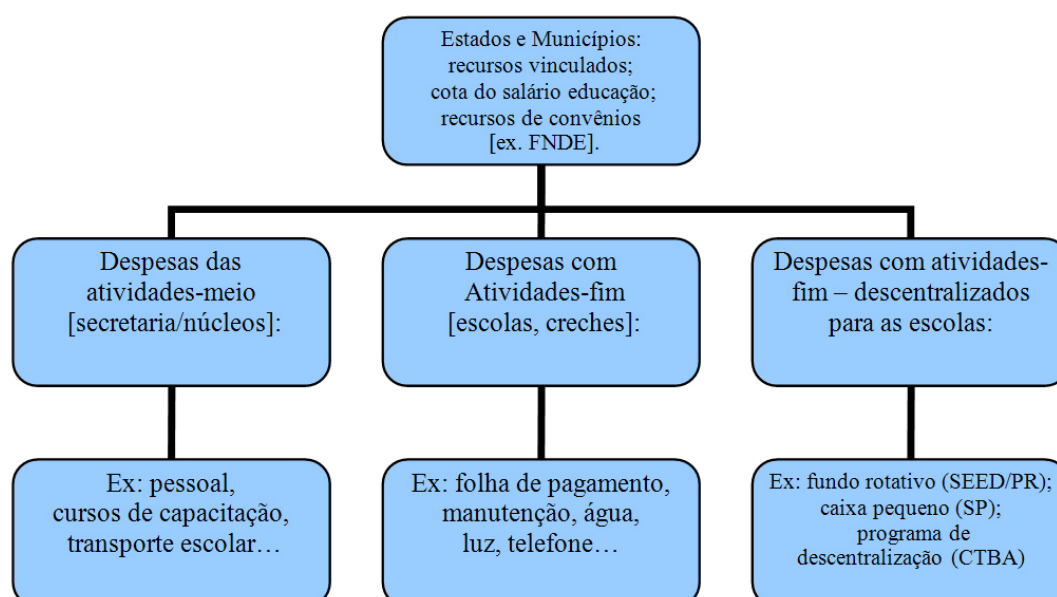 Estados e Municípios:
recursos vinculados;
cota do salário educação;
recursos de convênios
[ex. FNDE].
Despesas das
atividades-meio
[secretaria/núcleos]:
Despesas com
Atividades-fim
[escolas, creches]:
Despesas com atividades-
fim – descentralizados
para as escolas:
Ex: pessoal,
cursos de capacitação,
transporte escolar…
Ex: folha de pagamento,
manutenção, água,
luz, telefone…
Ex: fundo rotativo (SEED/PR);
caixa pequeno (SP);
programa de
descentralização (CTBA)